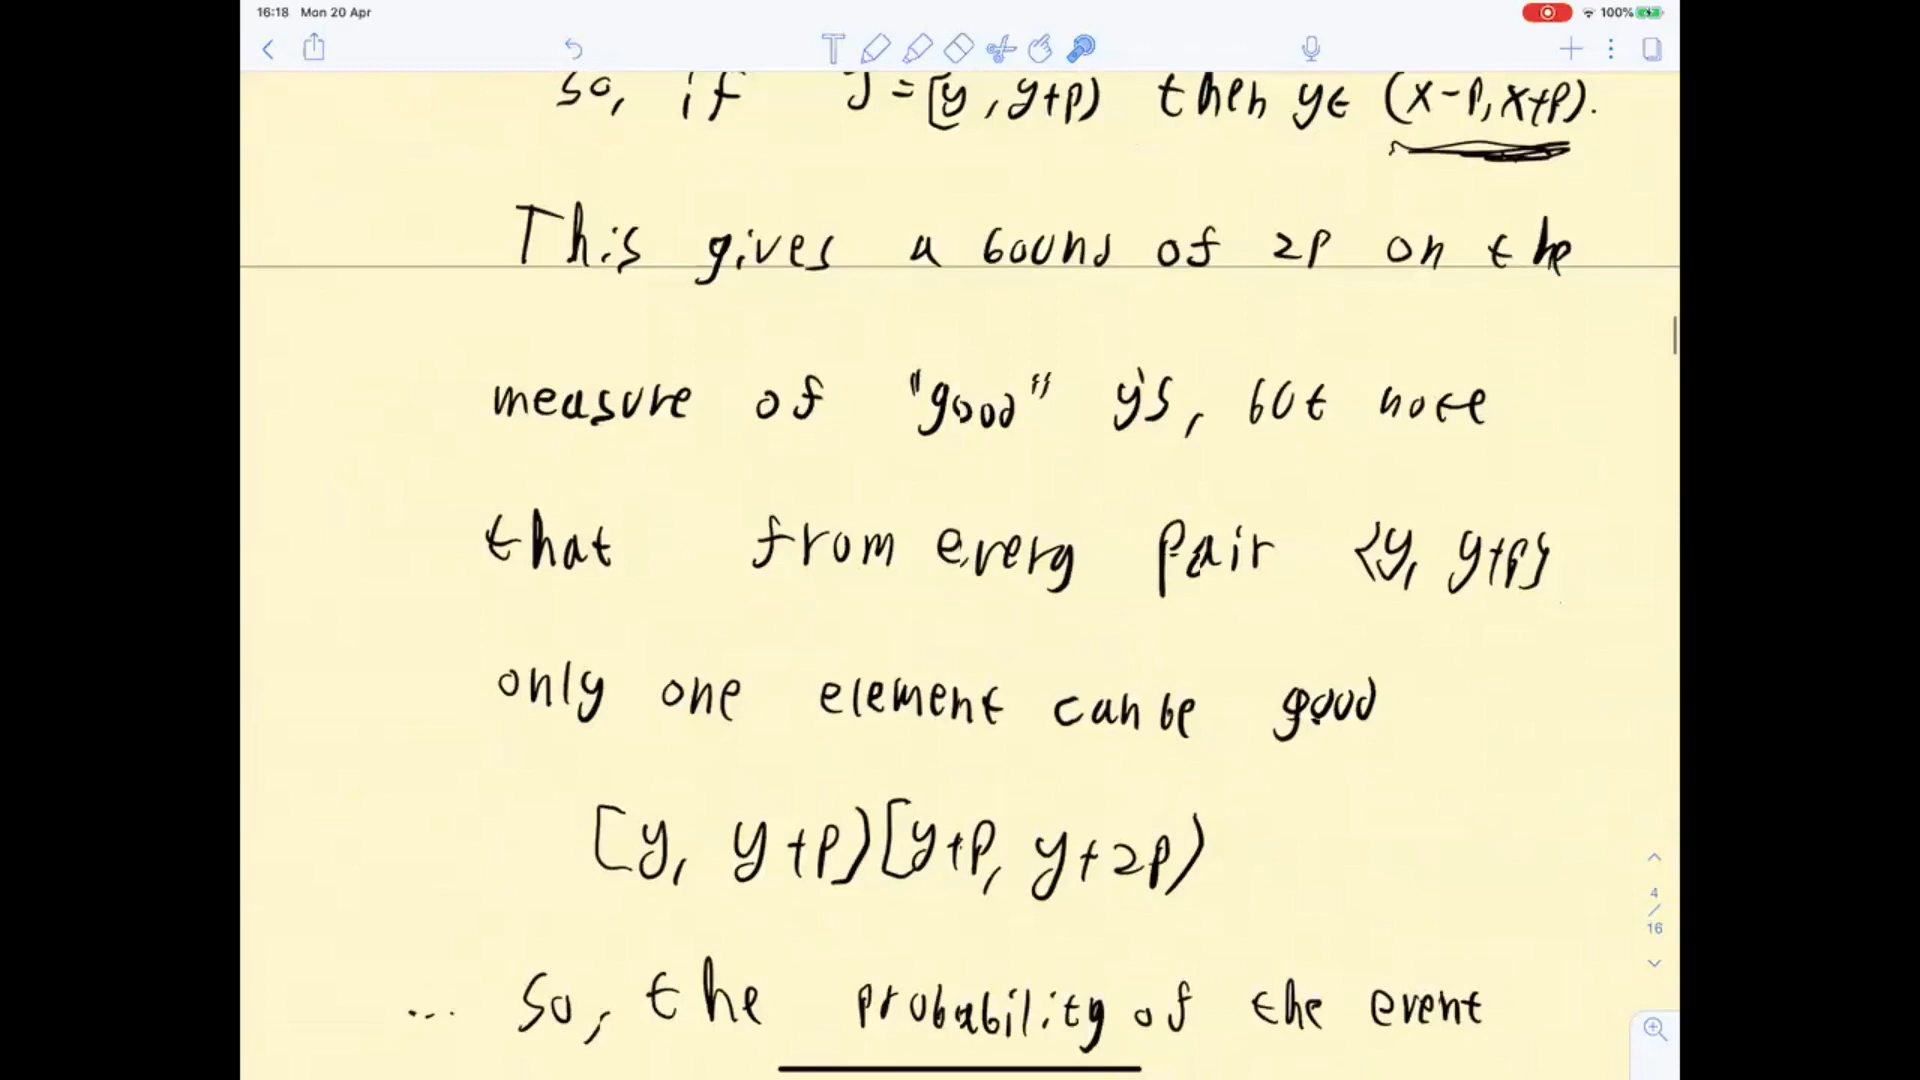 16:18 Mon 20 Apr
100%
so, if J = [y, y+p) then y∈ (x-p, x+p).
This gives a bound of 2p on the
measure of "good" y's, but note
that from every pair {y, y+p}
only one element can be good
[y, y+p)[y+p, y+2p)
... So, the probability of the event
4
/
16